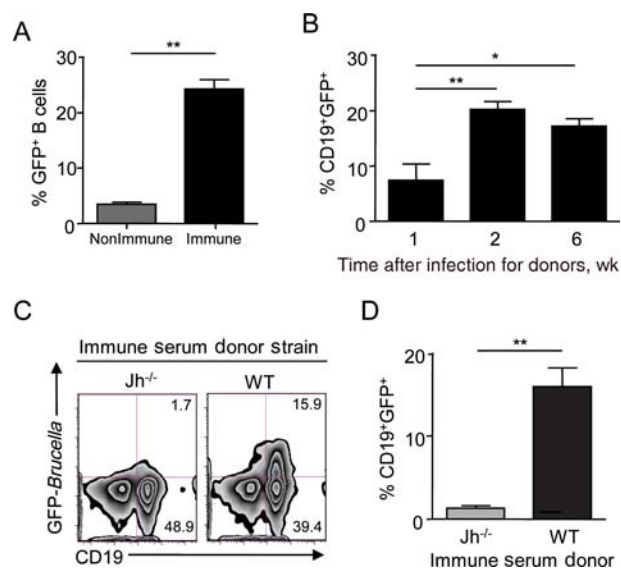 A
**
% GFP+ B cells
30
20
10
0
NonImmune Immune
B
*
**
% CD19+GFP+
30
20
10
0
1 2 6
Time after infection for donors, wk
C
Immune serum donor strain
Jh-/- WT
GFP-Brucella
1.7 15.9
48.9 39.4
CD19
D
**
% CD19+GFP+
20
10
0
Jh-/- WT
Immune serum donor